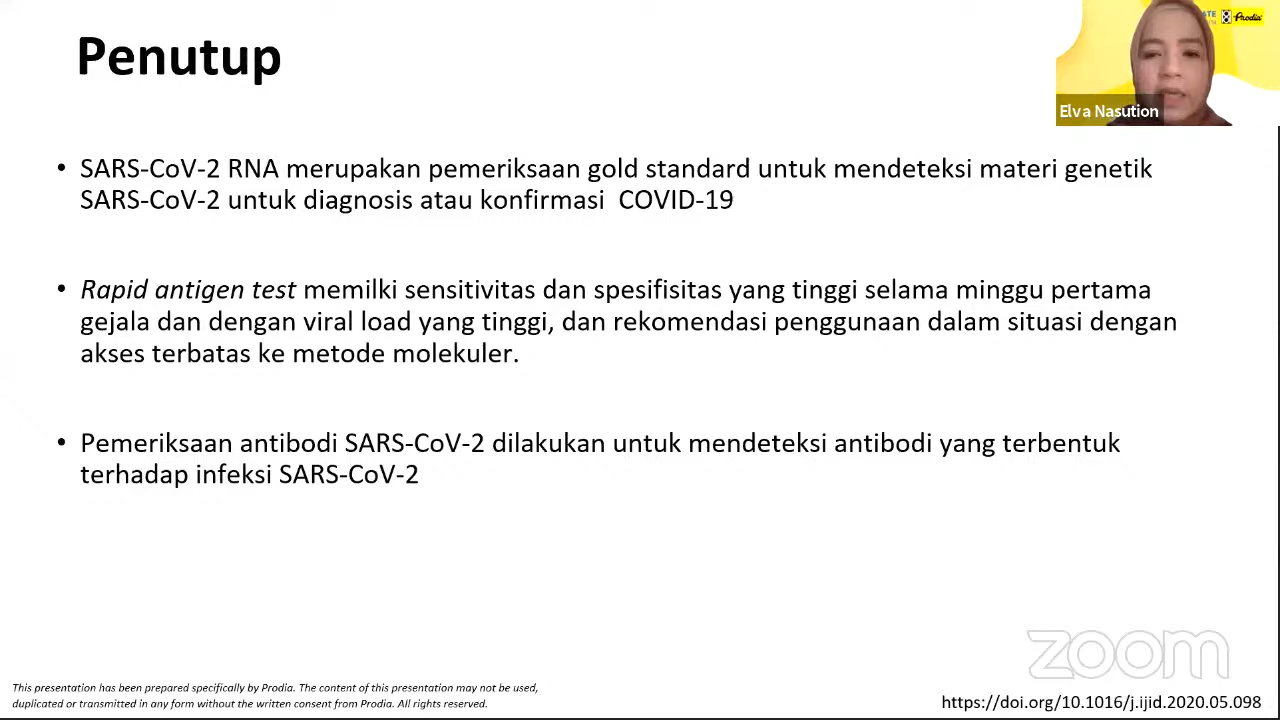 Penutup
ATE
Prodia
Elva Nasution
• SARS-CoV-2 RNA merupakan pemeriksaan gold standard untuk mendeteksi materi genetik
SARS-CoV-2 untuk diagnosis atau konfirmasi COVID-19
• Rapid antigen test memilki sensitivitas dan spesifisitas yang tinggi selama minggu pertama
gejala dan dengan viral load yang tinggi, dan rekomendasi penggunaan dalam situasi dengan
akses terbatas ke metode molekuler.
• Pemeriksaan antibodi SARS-CoV-2 dilakukan untuk mendeteksi antibodi yang terbentuk
terhadap infeksi SARS-CoV-2
zoom
This presentation has been prepared specifically by Prodia. The content of this presentation may not be used,
duplicated or transmitted in any form without the written consent from Prodia. All rights reserved.
https://doi.org/10.1016/j.ijid.2020.05.098